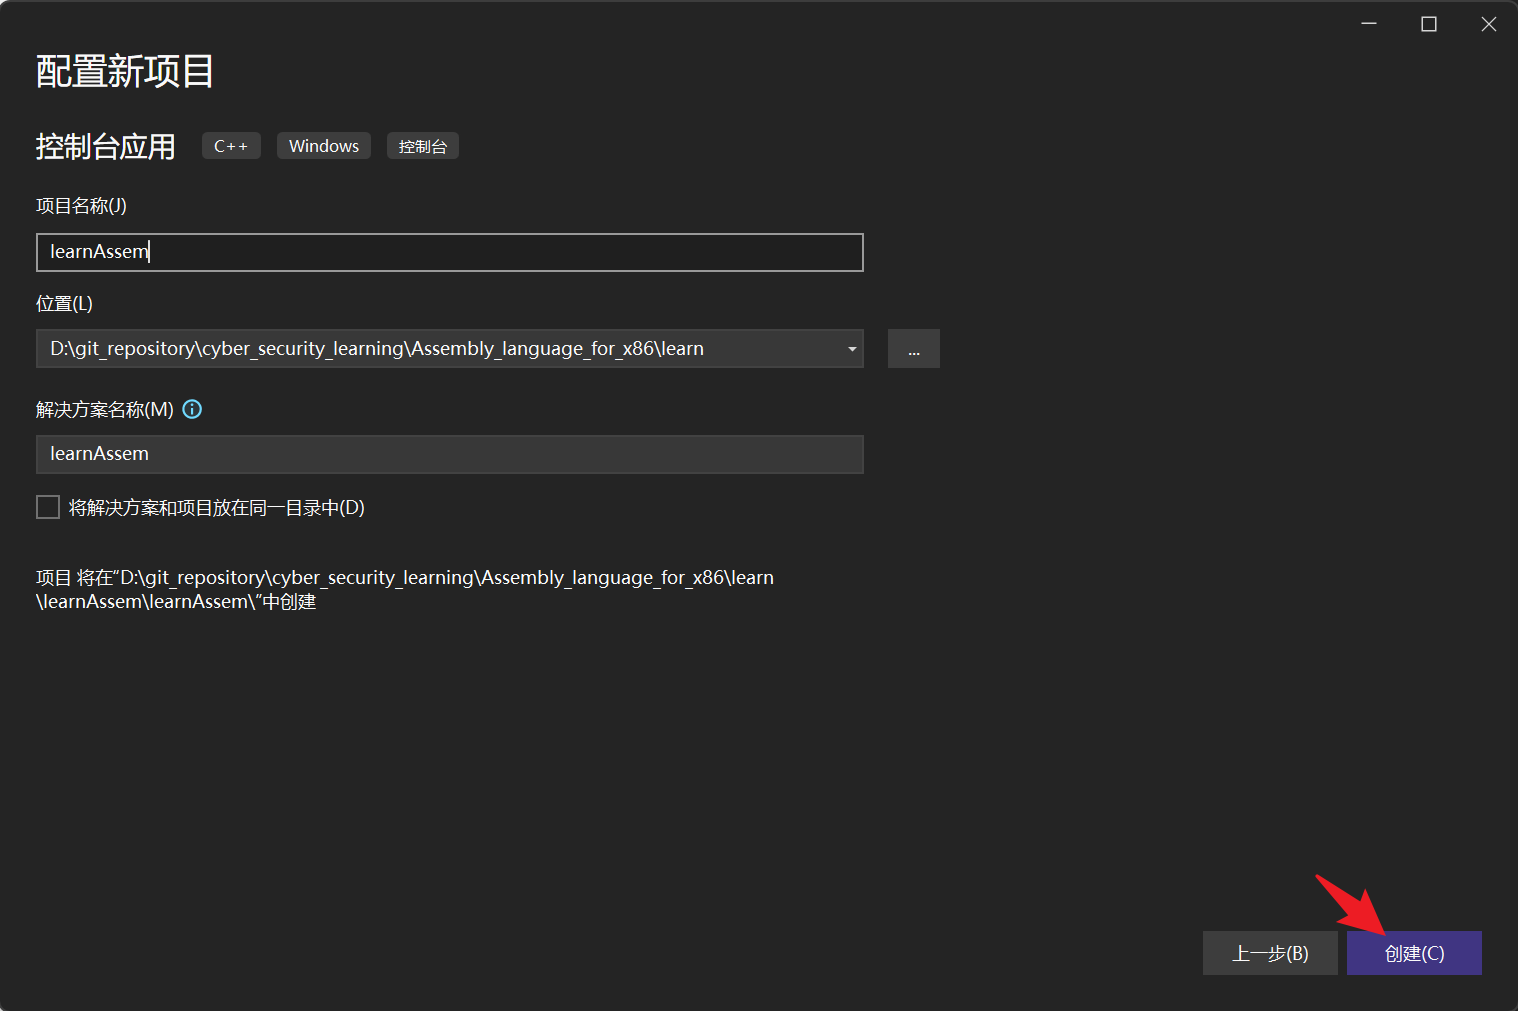 配置新项目
控制台应用 C++ Windows 控制台
项目名称(J)
learnAssem
位置(L)
D:\git_repository\cyber_security_learning\Assembly_language_for_x86\learn ...
解决方案名称(M)
learnAssem
将解决方案和项目放在同一目录中(D)
项目 将在“D:\git_repository\cyber_security_learning\Assembly_language_for_x86\learn
\learnAssem\learnAssem\”中创建
上一步(B) 创建(C)